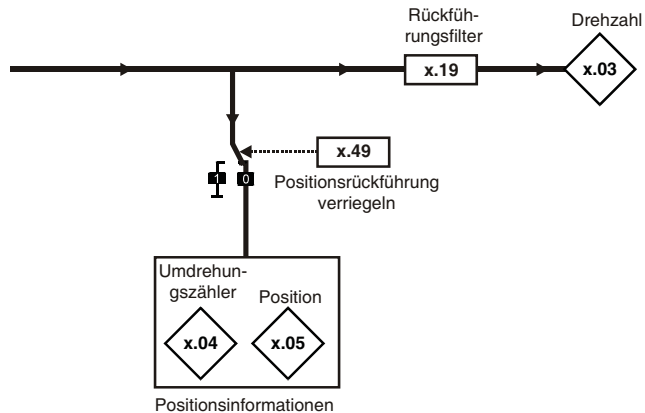 Rückfüh-
rungsfilter
Drehzahl
x.19
x.03
x.49
1 0
Positionsrückführung
verriegeln
Umdrehun-
gszähler
Position
x.04
x.05
Positionsinformationen